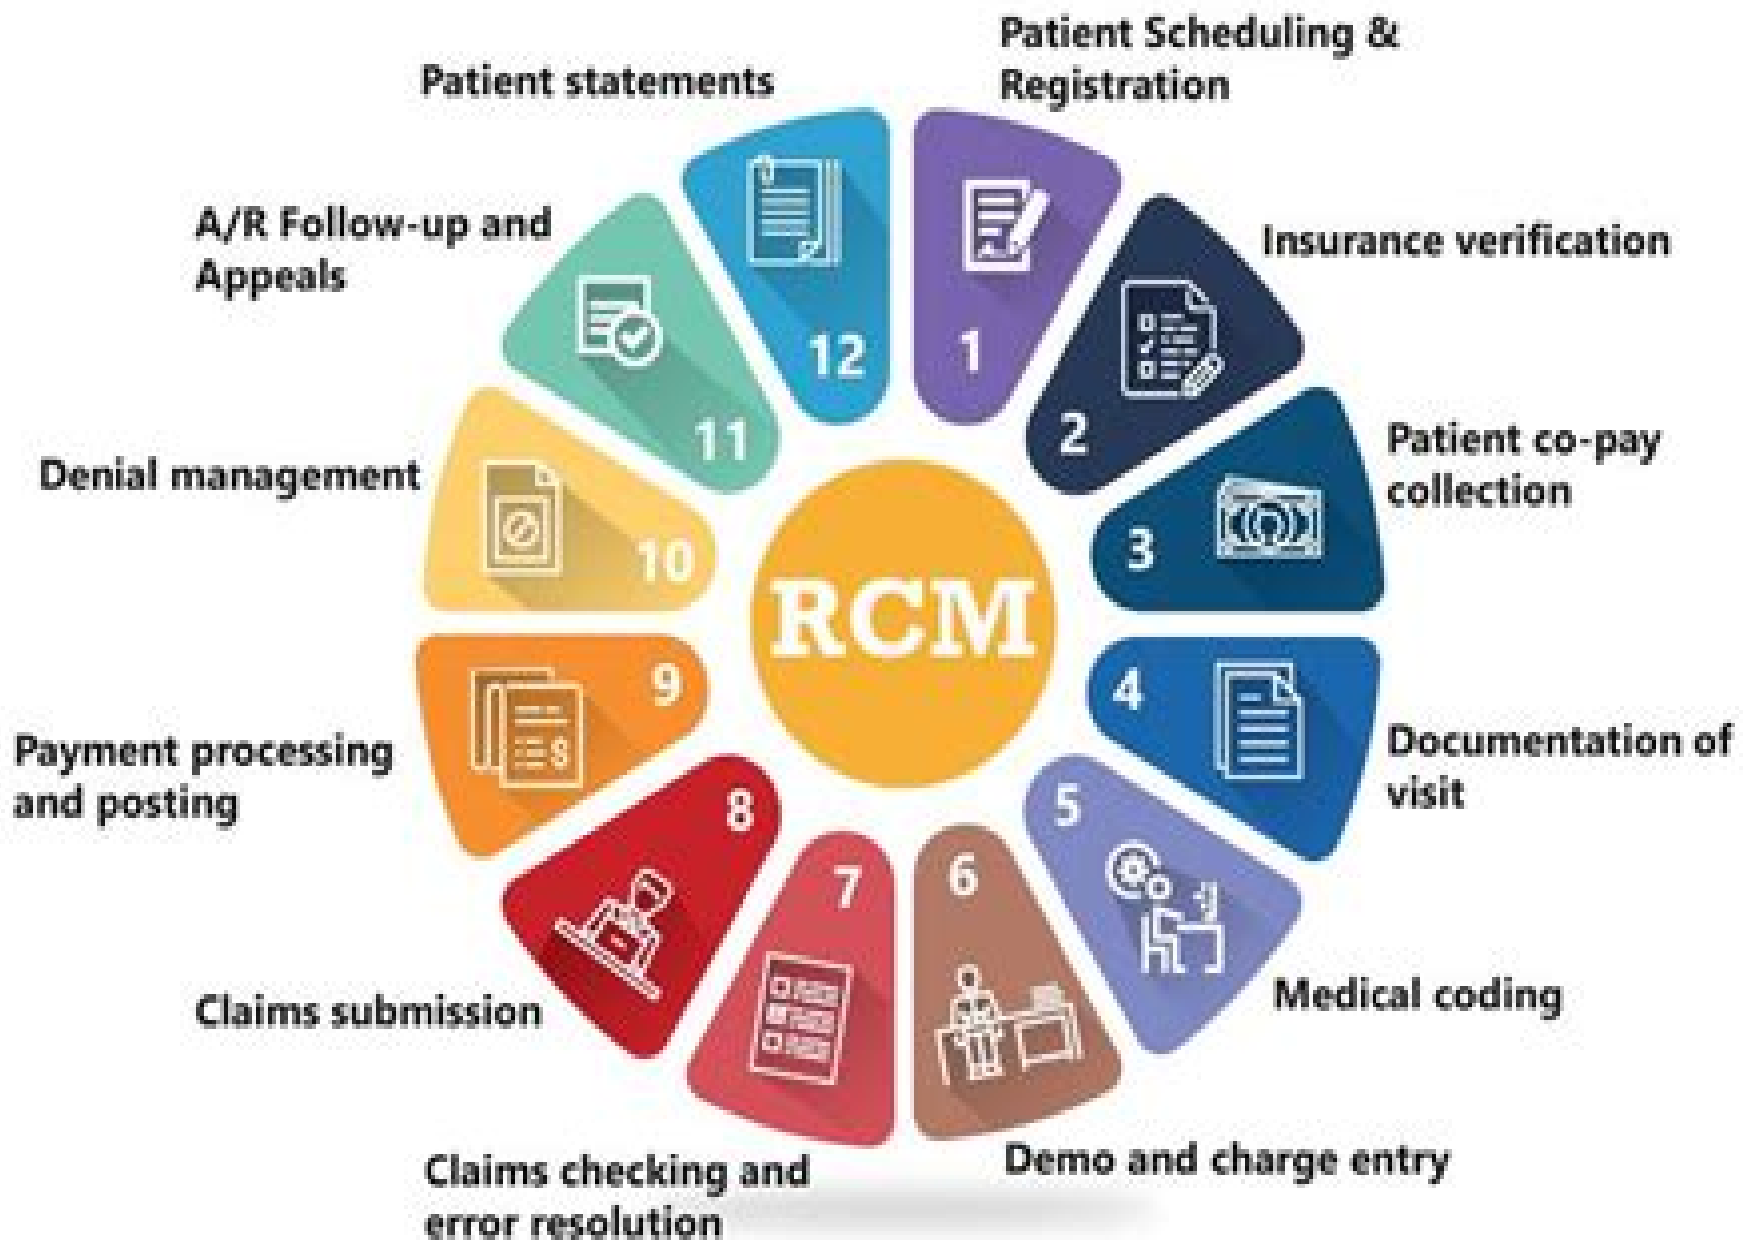 Patient Scheduling &
Registration
1
Insurance verification
2
Patient co-pay
collection
3
Documentation of
visit
4
Medical coding
5
Demo and charge entry
6
Claims checking and
error resolution
7
Claims submission
8
Payment processing
and posting
9
Denial management
10
A/R Follow-up and
Appeals
11
Patient statements
12
RCM